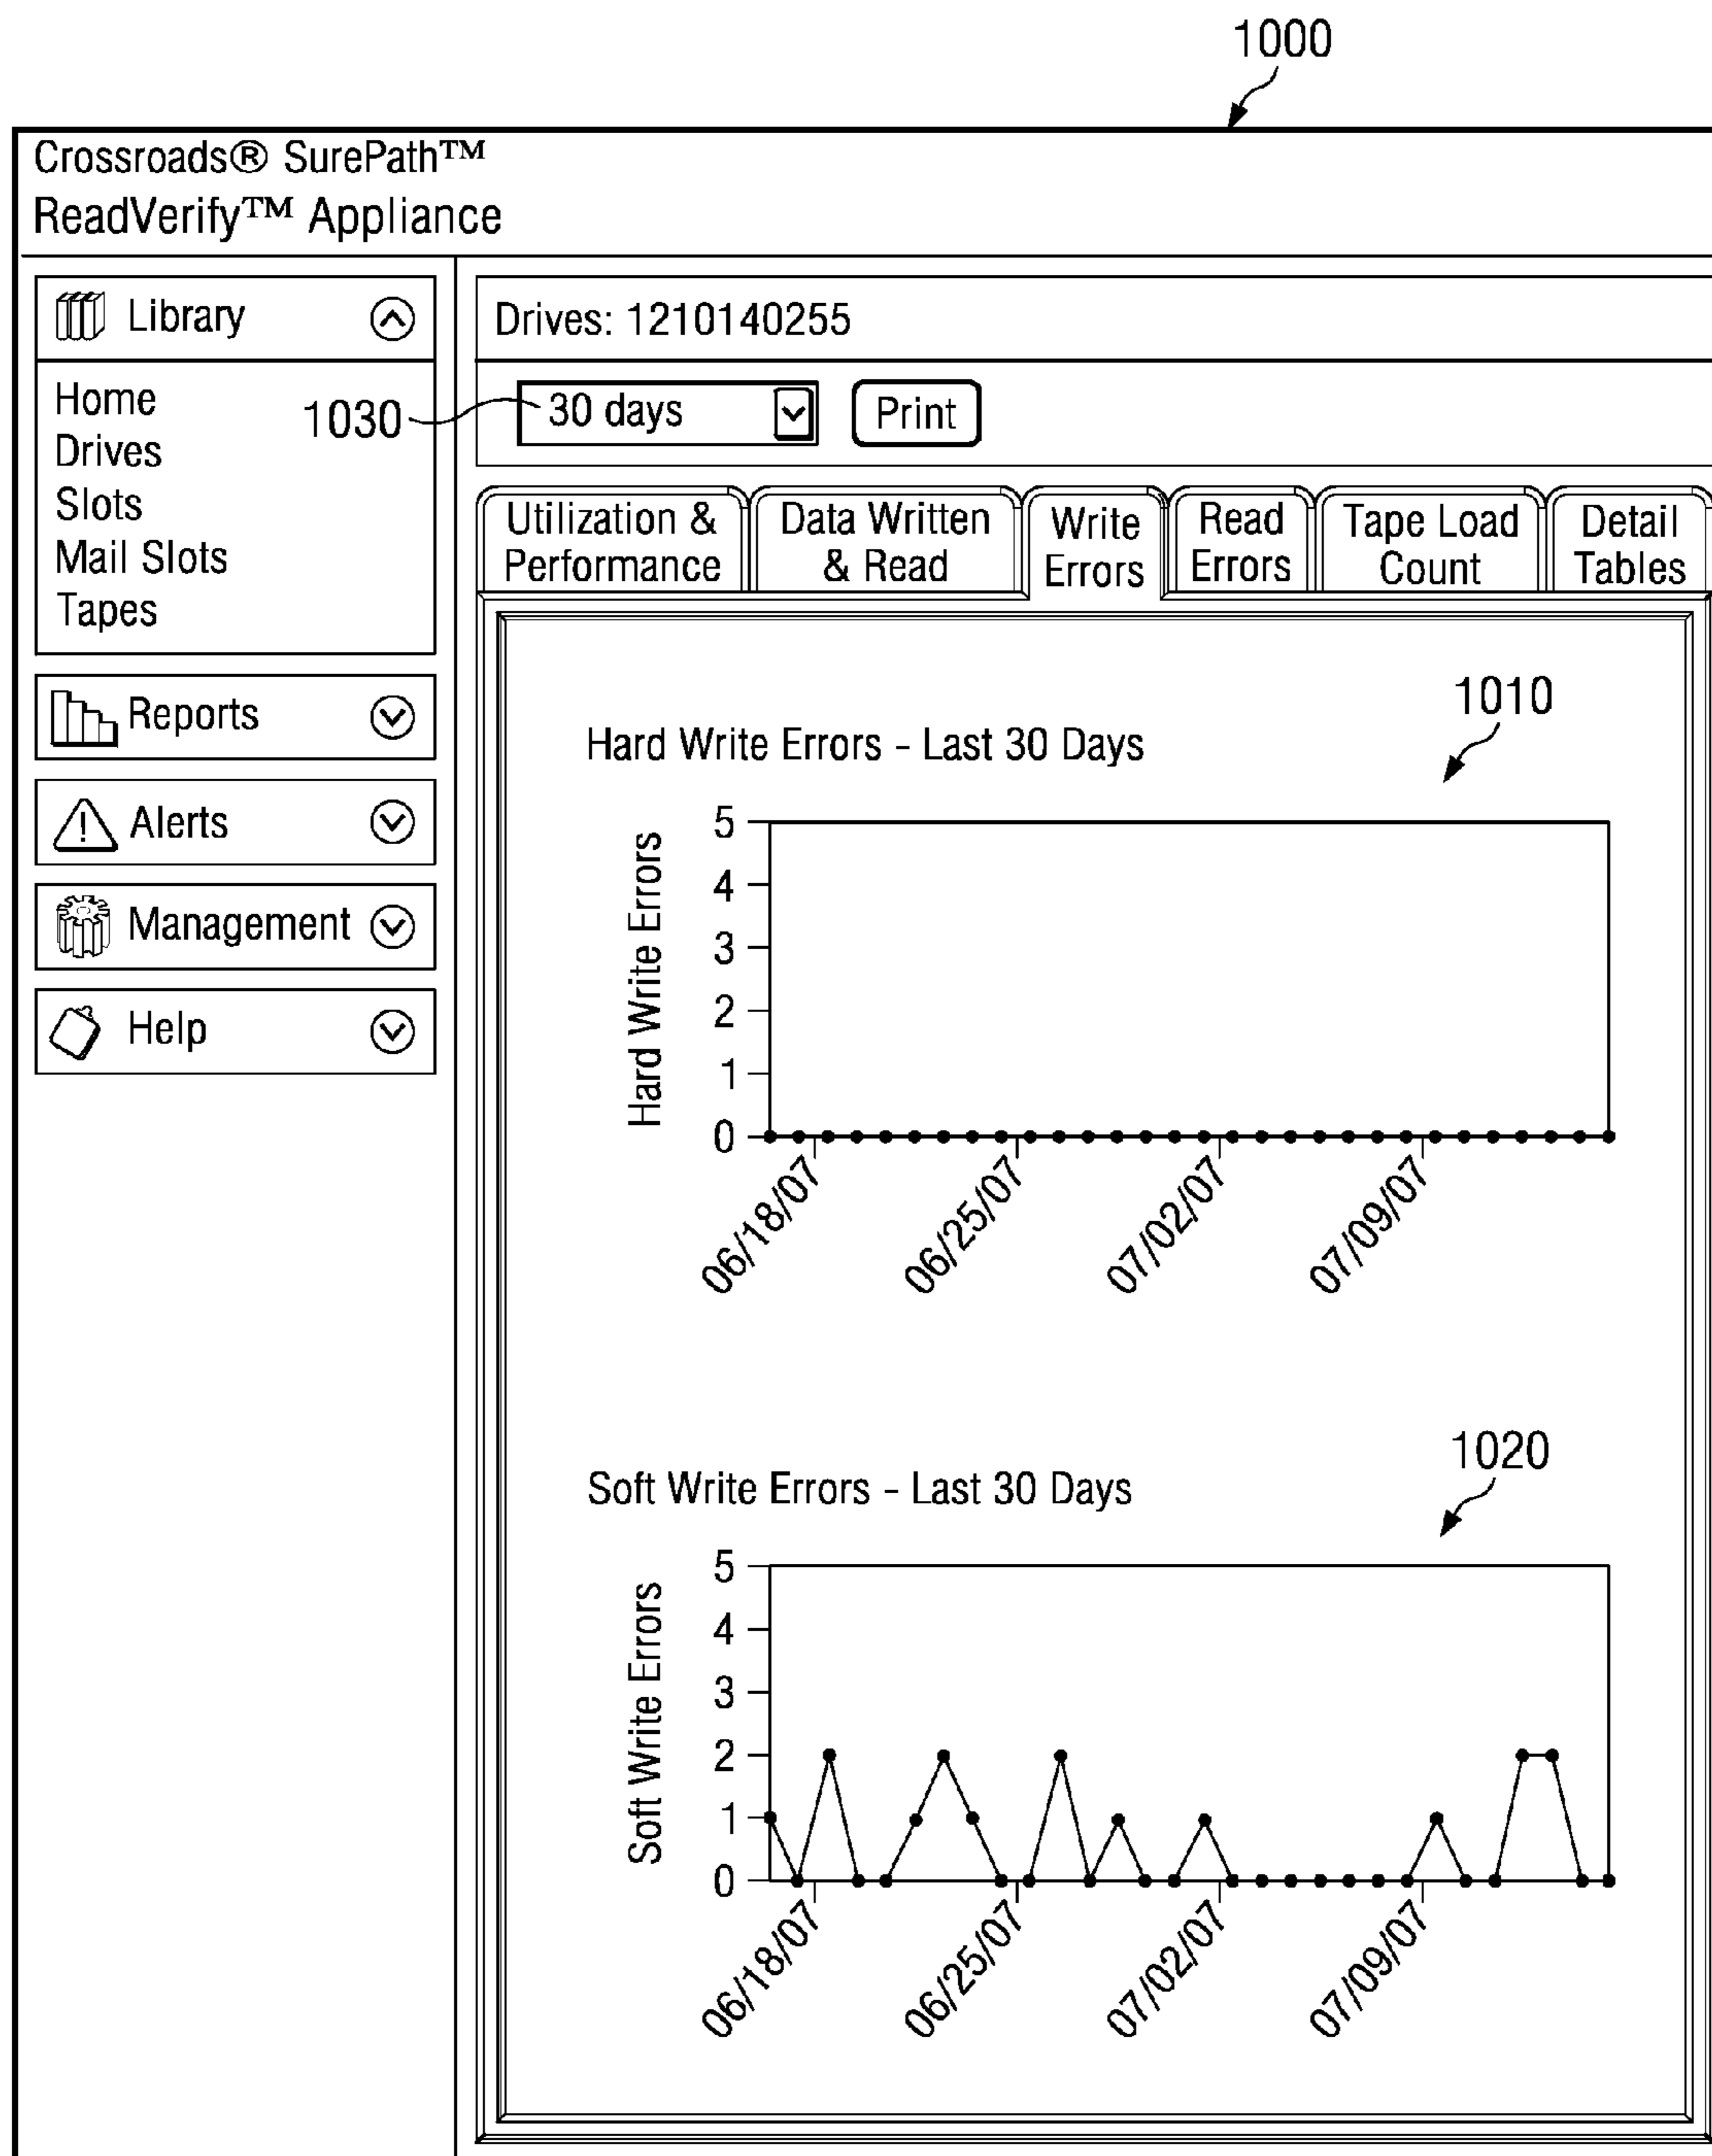 1000
Crossroads® SurePath™
ReadVerify™ Appliance
Library
Home
Drives
Slots
Mail Slots
Tapes
Reports
Alerts
Management
Help
Drives: 1210140255
1030
30 days
Print
Utilization &
Performance
Data Written
& Read
Write
Errors
Read
Errors
Tape Load
Count
Detail
Tables
1010
Hard Write Errors - Last 30 Days
Hard Write Errors
5
4
3
2
1
0
06/18/07
06/25/07
07/02/07
07/09/07
1020
Soft Write Errors - Last 30 Days
Soft Write Errors
5
4
3
2
1
0
06/18/07
06/25/07
07/02/07
07/09/07